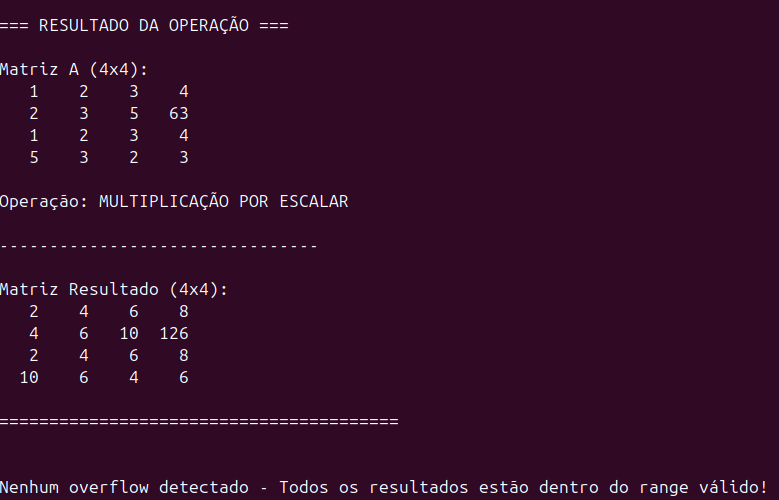 === RESULTADO DA OPERAÇÃO ===
Matriz A (4x4):
   1    2    3    4
   2    3    5   63
   1    2    3    4
   5    3    2    3
Operação: MULTIPLICAÇÃO POR ESCALAR
--------------------------------
Matriz Resultado (4x4):
   2    4    6    8
   4    6   10  126
   2    4    6    8
  10    6    4    6
========================================
Nenhum overflow detectado - Todos os resultados estão dentro do range válido!